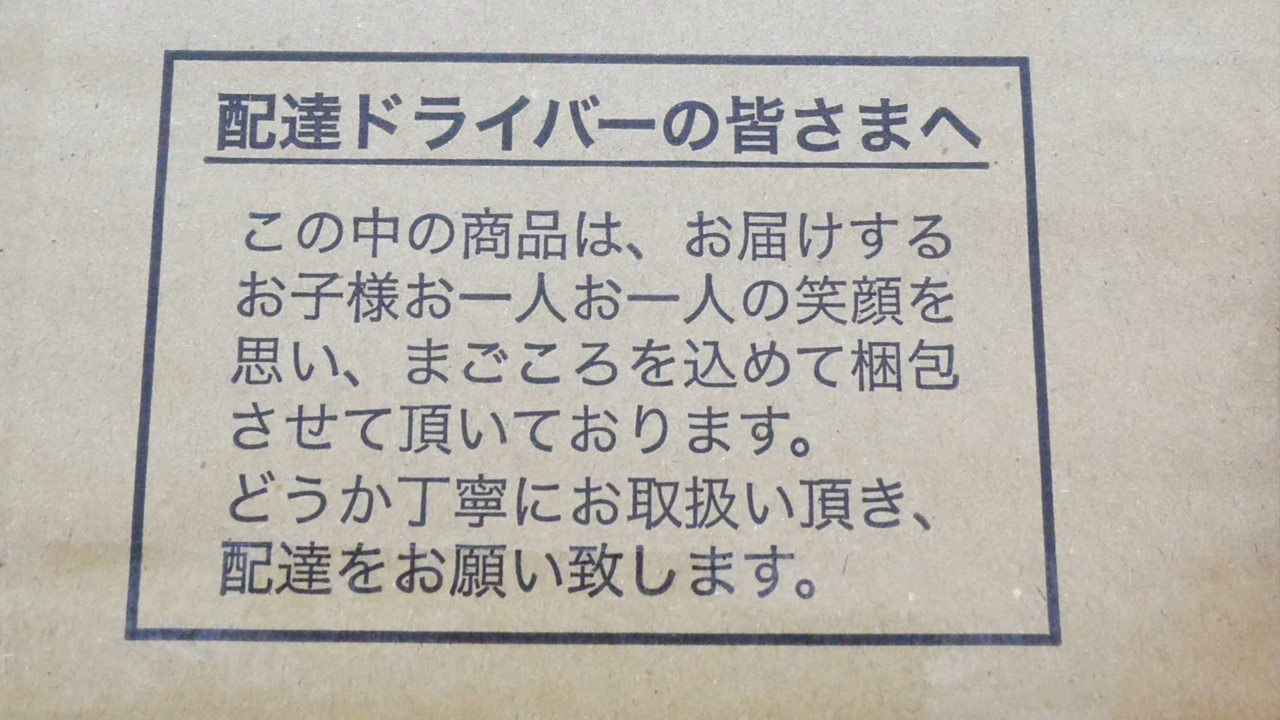 配達ドライバーの皆さまへ
この中の商品は、お届けする
お子様お一人お一人の笑顔を
思い、まごころを込めて梱包
させて頂いております。
どうか丁寧にお取扱い頂き、
配達をお願い致します。